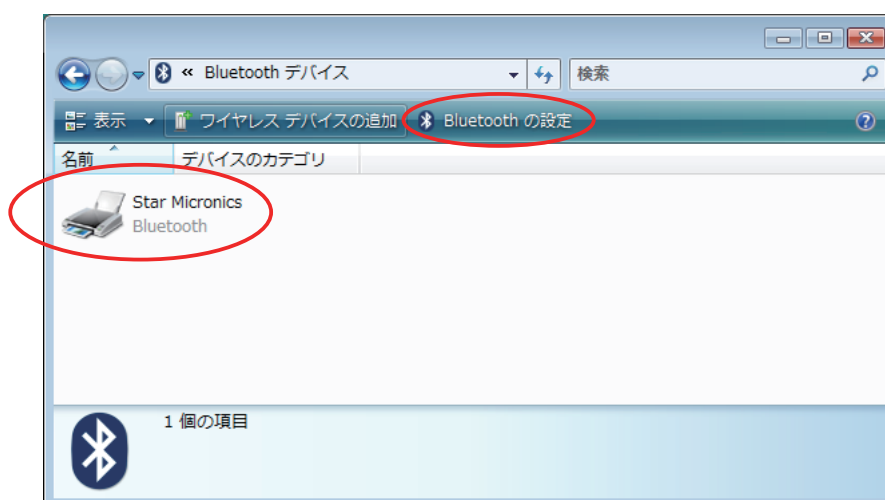 « Bluetooth デバイス
検索
表示
ワイヤレス デバイスの追加
Bluetooth の設定
名前
デバイスのカテゴリ
Star Micronics
Bluetooth
1 個の項目